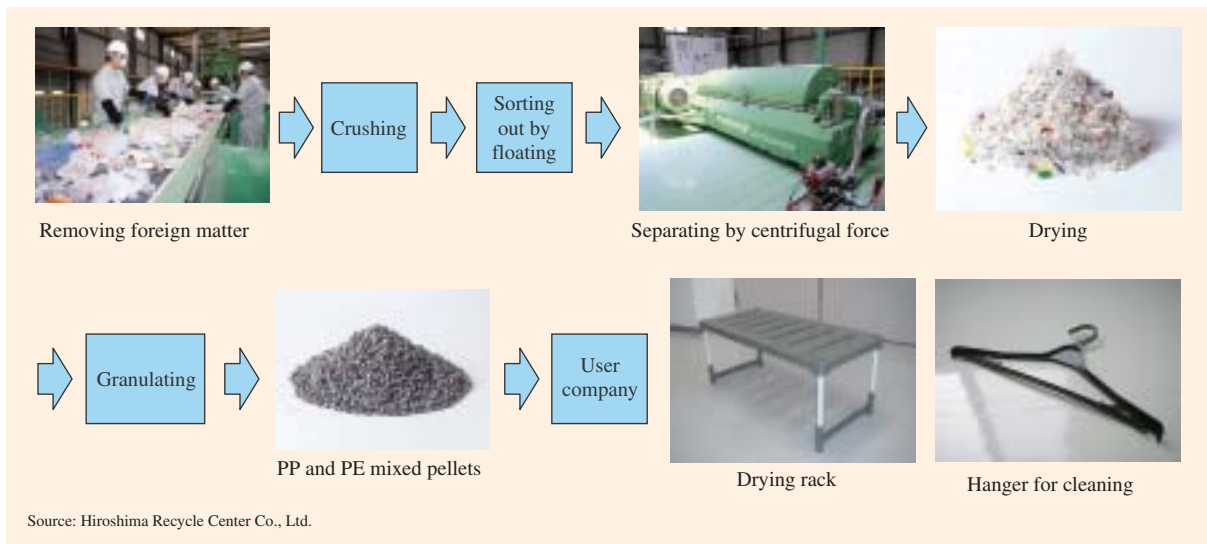 Crushing
Sorting
out by
floating
Removing foreign matter
Separating by centrifugal force
Drying
Granulating
User
company
PP and PE mixed pellets
Drying rack
Hanger for cleaning
Source: Hiroshima Recycle Center Co., Ltd.